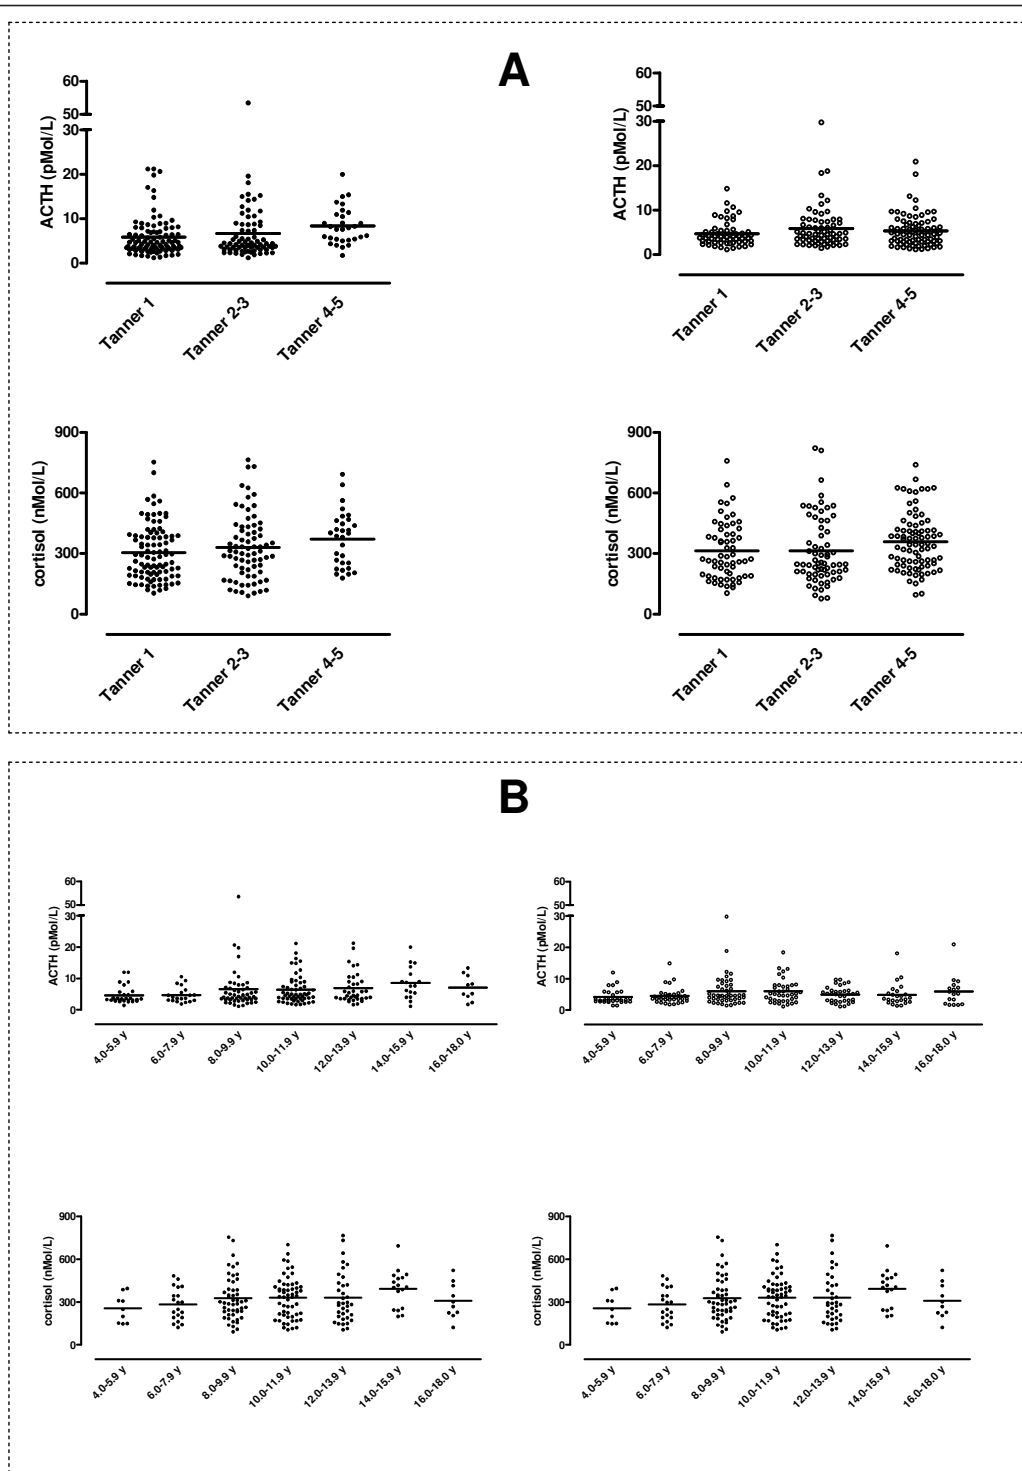 A
60
50
30
20
10
0
ACTH (pMol/L)
Tanner 1
Tanner 2-3
Tanner 4-5
60
50
30
20
10
0
ACTH (pMol/L)
Tanner 1
Tanner 2-3
Tanner 4-5
900
600
300
0
cortisol (nMol/L)
Tanner 1
Tanner 2-3
Tanner 4-5
900
600
300
0
cortisol (nMol/L)
Tanner 1
Tanner 2-3
Tanner 4-5
B
60
50
30
20
10
0
ACTH (pMol/L)
4.0-5.9 y
6.0-7.9 y
8.0-9.9 y
10.0-11.9 y
12.0-13.9 y
14.0-15.9 y
16.0-18.0 y
60
50
30
20
10
0
ACTH (pMol/L)
4.0-5.9 y
6.0-7.9 y
8.0-9.9 y
10.0-11.9 y
12.0-13.9 y
14.0-15.9 y
16.0-18.0 y
900
600
300
0
cortisol (nMol/L)
4.0-5.9 y
6.0-7.9 y
8.0-9.9 y
10.0-11.9 y
12.0-13.9 y
14.0-15.9 y
16.0-18.0 y
900
600
300
0
cortisol (nMol/L)
4.0-5.9 y
6.0-7.9 y
8.0-9.9 y
10.0-11.9 y
12.0-13.9 y
14.0-15.9 y
16.0-18.0 y